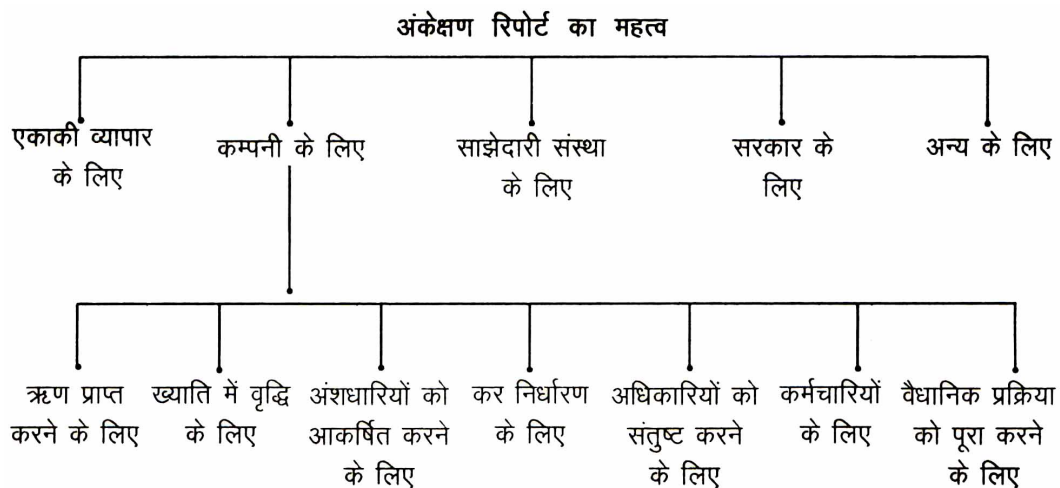 अंकेक्षण रिपोर्ट का महत्व
एकाकी व्यापार
के लिए
कम्पनी के लिए
साझेदारी संस्था
के लिए
सरकार के
लिए
अन्य के लिए
ऋण प्राप्त
करने के लिए
ख्याति में वृद्धि
के लिए
अंशधारियों को
आकर्षित करने
के लिए
कर निर्धारण
के लिए
अधिकारियों को
संतुष्ट करने
के लिए
कर्मचारियों
के लिए
वैधानिक प्रक्रिया
को पूरा करने
के लिए